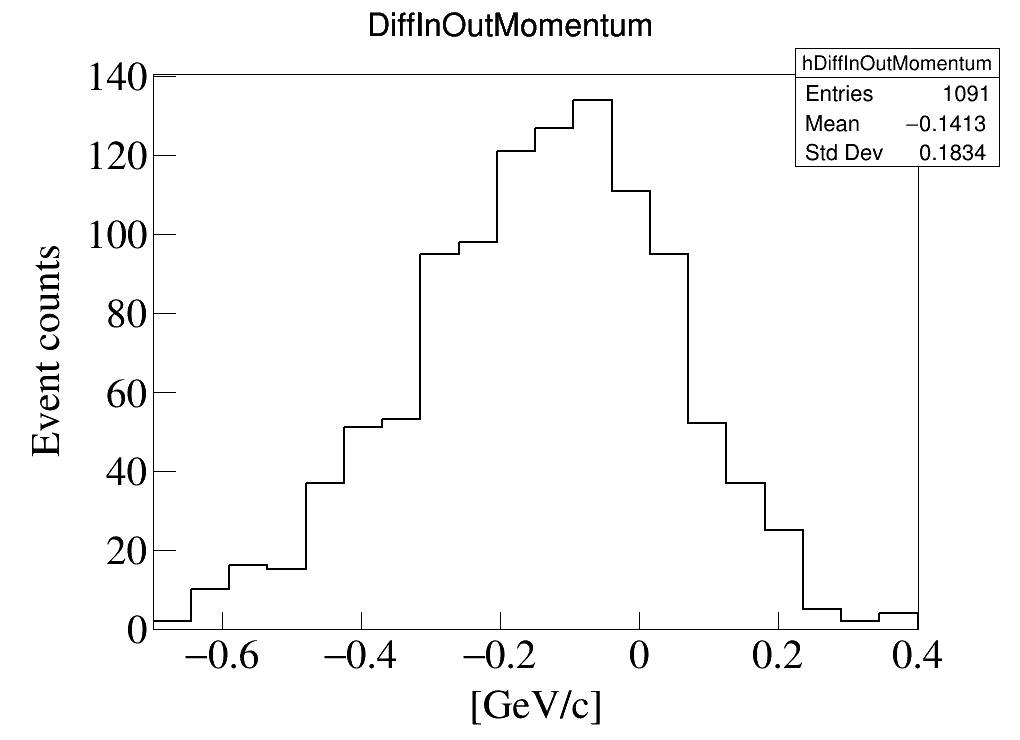 DiffInOutMomentum
hDiffInOutMomentum
Entries 1091
Mean −0.1413
Std Dev 0.1834
140
120
100
80
60
40
20
0
Event counts
−0.6 −0.4 −0.2 0 0.2 0.4
[GeV/c]